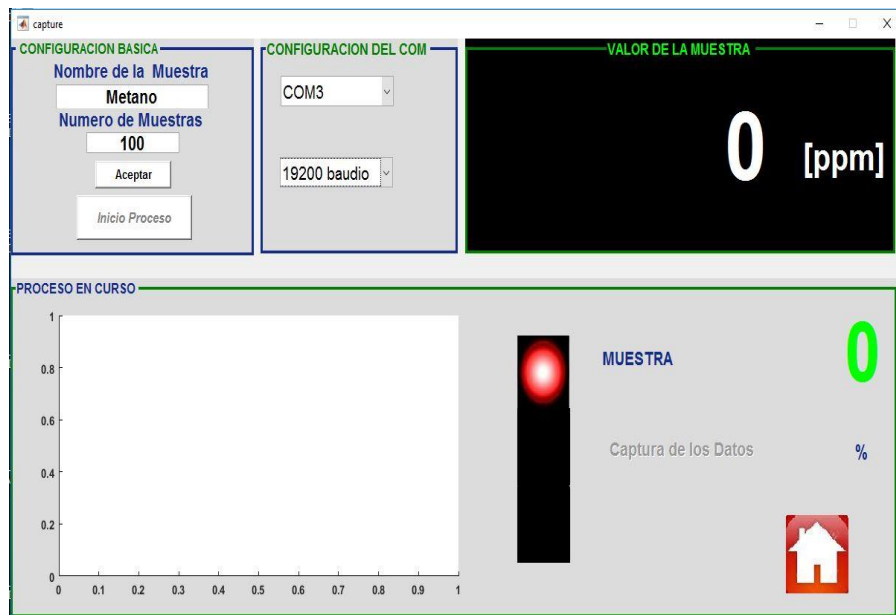 capture
CONFIGURACION BASICA
Nombre de la Muestra
Metano
Numero de Muestras
100
Aceptar
Inicio Proceso
CONFIGURACION DEL COM
COM3
19200 baudio
VALOR DE LA MUESTRA
0 [ppm]
PROCESO EN CURSO
1
0.8
0.6
0.4
0.2
0
0 0.1 0.2 0.3 0.4 0.5 0.6 0.7 0.8 0.9 1
MUESTRA 0
Captura de los Datos %